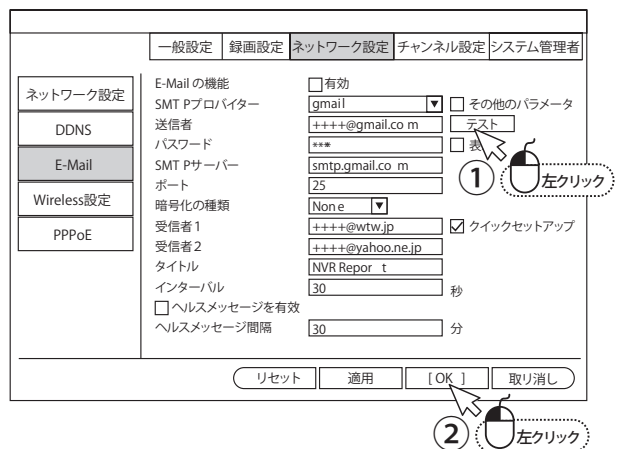 一般設定 録画設定 ネットワーク設定 チャンネル設定 システム管理者
ネットワーク設定
DDNS
E-Mail
Wireless設定
PPPoE
E-Mail の機能 有効
SMT Pプロバイター gmail その他のパラメータ
送信者 ++++@gmail.co m テスト
パスワード *** 表
SMT Pサーバー smtp.gmail.co m
ポート 25
暗号化の種類 Non e
受信者1 ++++@wtw.jp クイックセットアップ
受信者2 ++++@yahoo.ne.jp
タイトル NVR Repor t
インターバル 30 秒
ヘルスメッセージを有効
ヘルスメッセージ間隔 30 分
① 左クリック
リセット 適用 [ OK ] 取り消し
② 左クリック